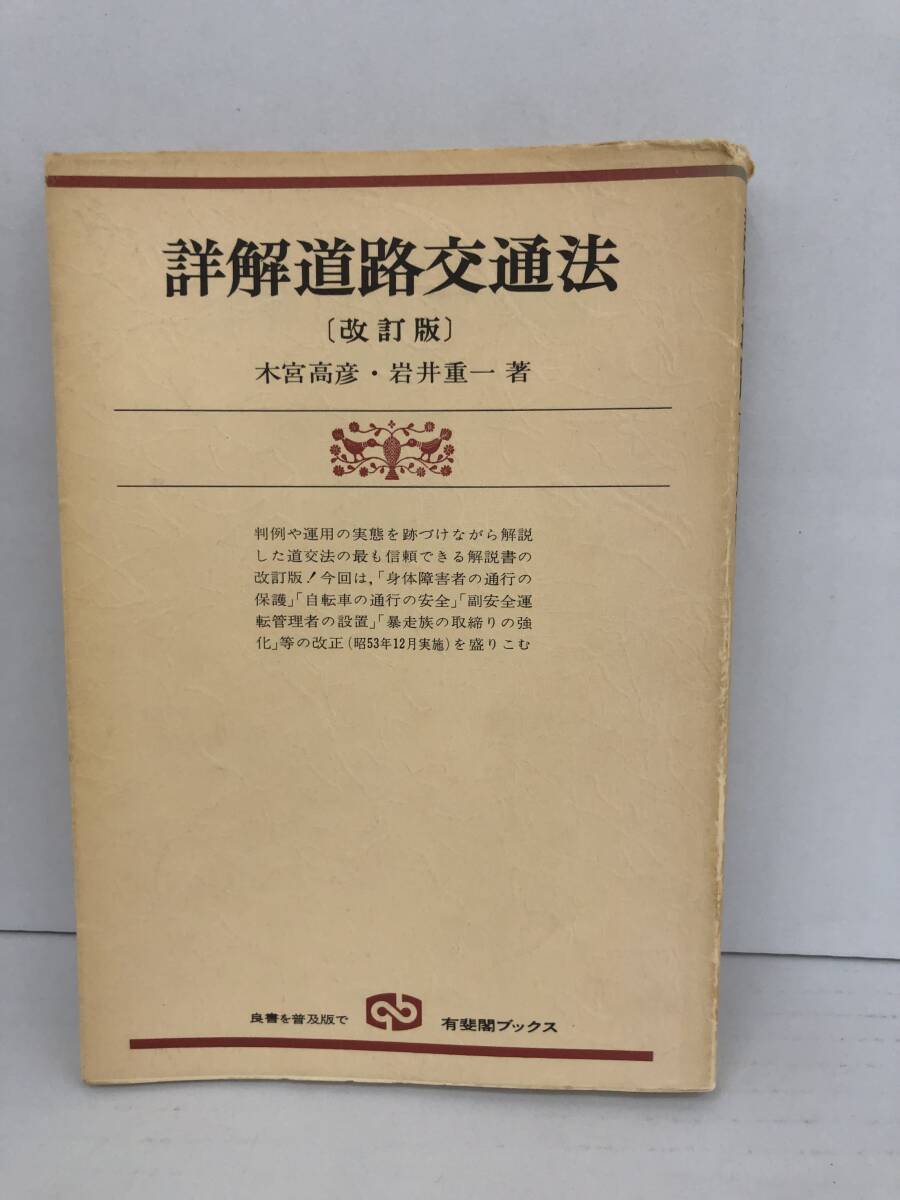 詳解道路交通法
〔改訂版〕
木宮高彦・岩井重一 著
判例や運用の実態を跡づけながら解説
した道交法の最も信頼できる解説書の
改訂版！今回は，「身体障害者の通行の
保護」「自転車の通行の安全」「副安全運
転管理者の設置」「暴走族の取締りの強
化」等の改正（昭53年12月実施）を盛りこむ
良書を普及版で
有斐閣ブックス